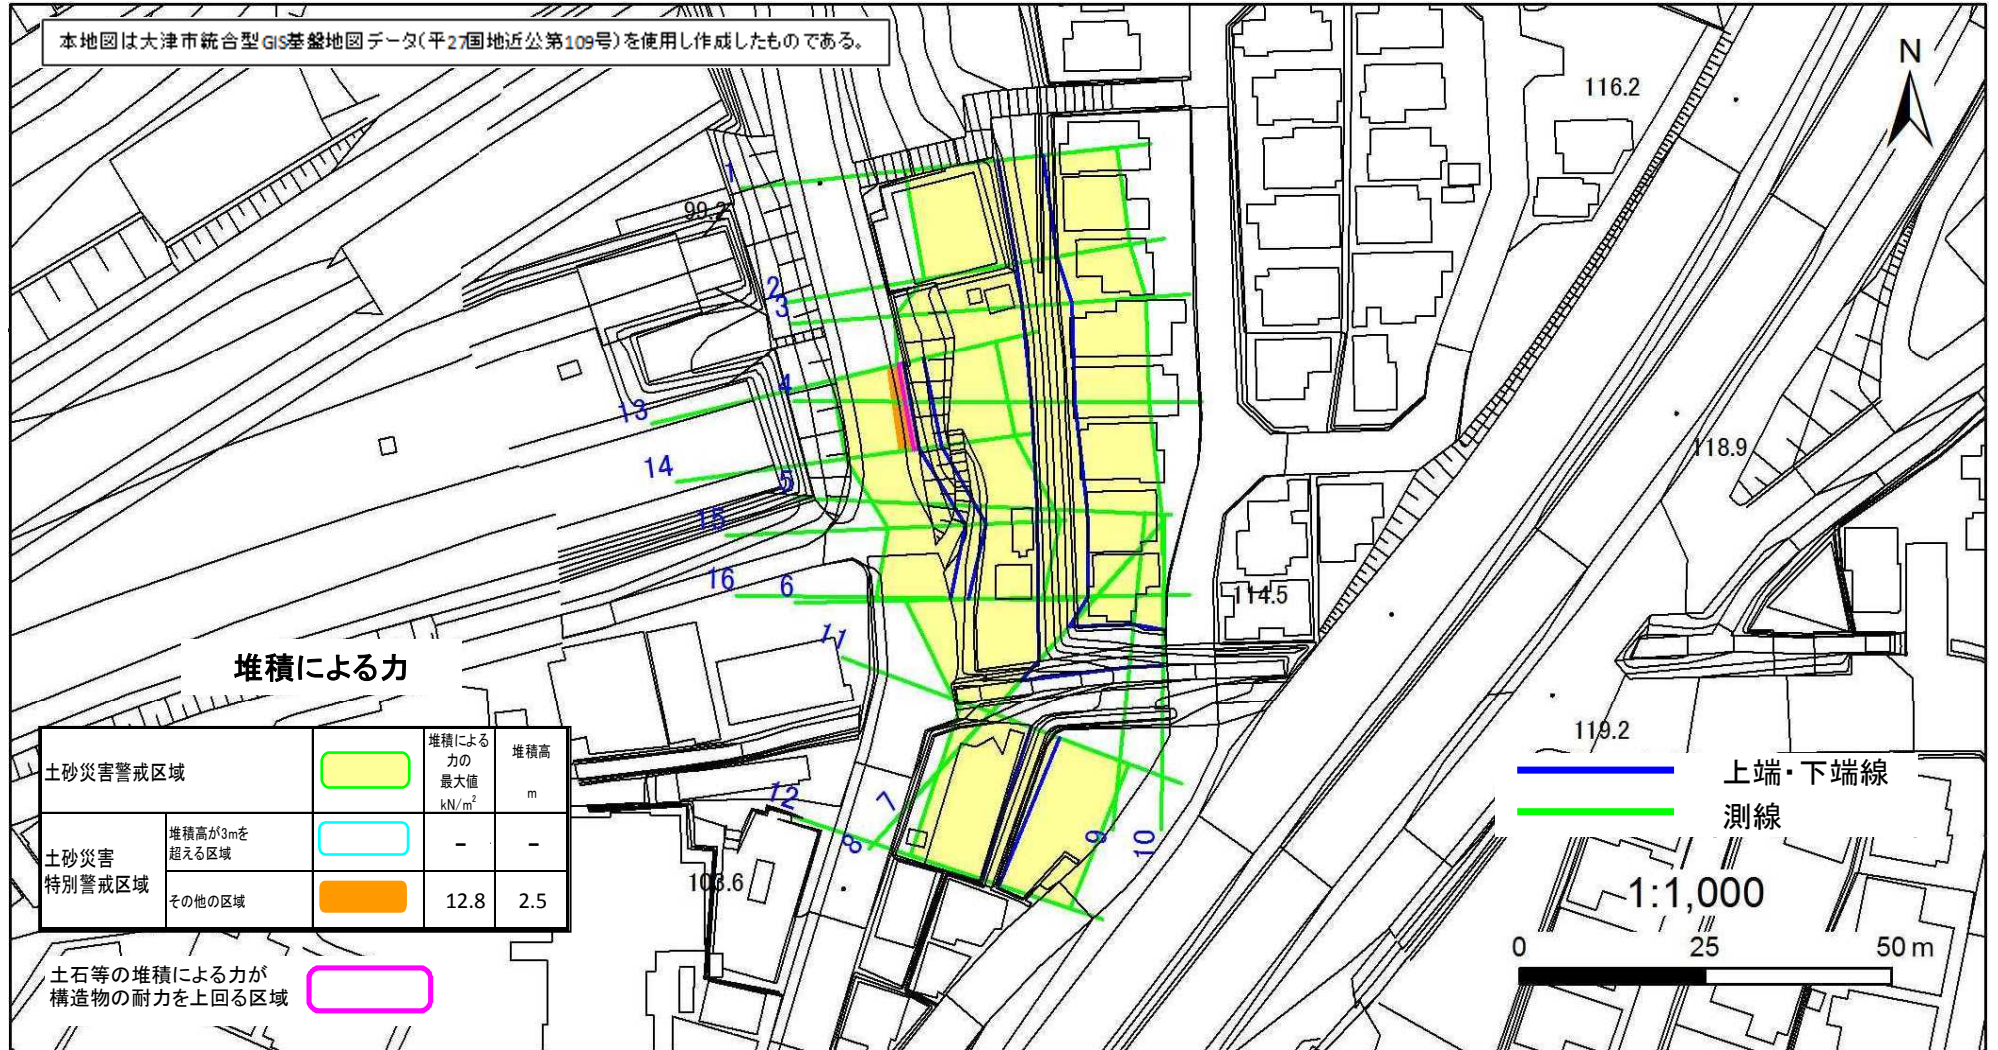 本地図は大津市統合型GIS基盤地図データ(平27国地近公第109号)を使用し作成したものである。
N
116.2
1
99.2
2
3
4
13
118.9
14
5
15
16
6
114.5
11
堆積による力
119.2
土砂災害警戒区域
堆積による
力の
最大値
kN/m²
堆積高
m
土砂災害
特別警戒区域
堆積高が3mを
超える区域
-
-
その他の区域
12.8
2.5
土石等の堆積による力が
構造物の耐力を上回る区域
12
7
8
9
10
103.6
上端・下端線
測線
1:1,000
0
25
50 m